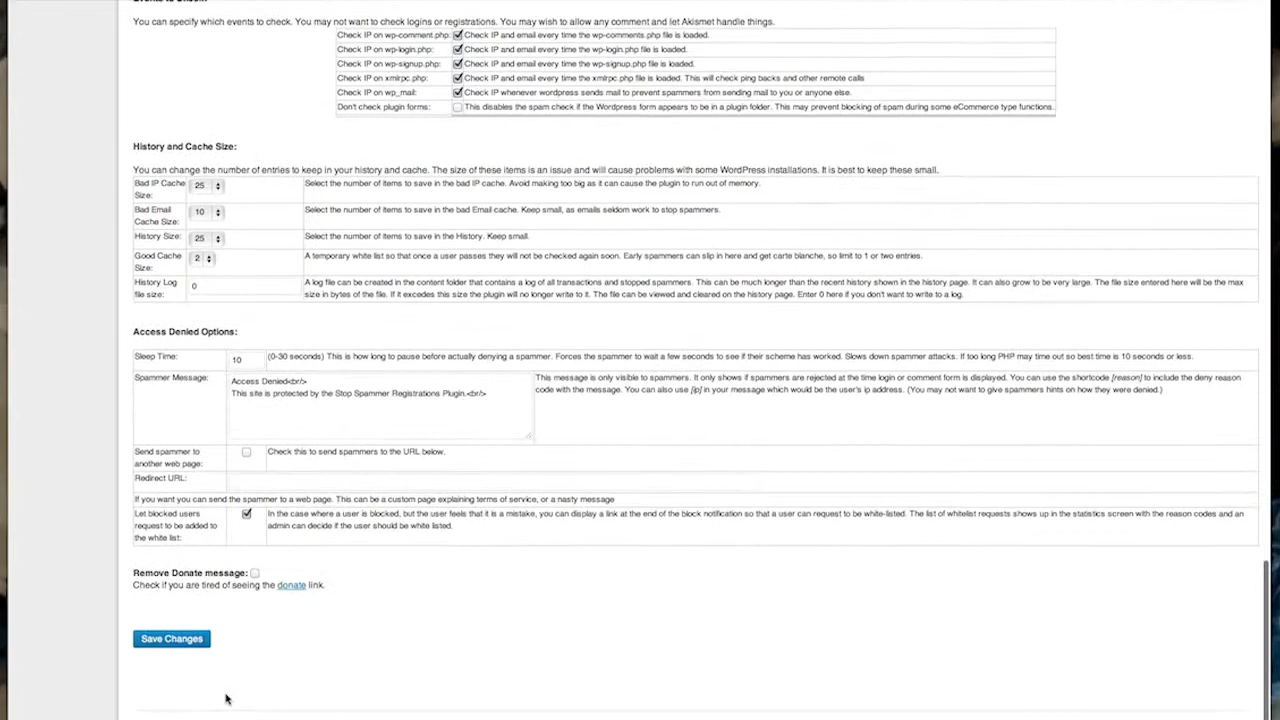 You can specify which events to check. You may not want to check logins or registrations. You may wish to allow any comment and let Akismet handle things.
Check IP on wp-comment.php: Check IP and email every time the wp-comments.php file is loaded.
Check IP on wp-login.php: Check IP and email every time the wp-login.php file is loaded.
Check IP on wp-signup.php: Check IP and email every time the wp-signup.php file is loaded.
Check IP on xmlrpc.php: Check IP and email every time the xmlrpc.php file is loaded. This will check ping backs and other remote calls
Check IP on wp_mail: Check IP whenever wordpress sends mail to prevent spammers from sending mail to you or anyone else.
Don't check plugin forms: This disables the spam check if the Wordpress form appears to be in a plugin folder. This may prevent blocking of spam during some eCommerce type functions.
History and Cache Size:
You can change the number of entries to keep in your history and cache. The size of these items is an issue and will cause problems with some WordPress installations. It is best to keep these small.
Bad IP Cache 25 Select the number of items to save in the bad IP cache. Avoid making too big as it can cause the plugin to run out of memory.
Size:
Bad Email 10 Select the number of items to save in the bad Email cache. Keep small, as emails seldom work to stop spammers.
Cache Size:
History Size: 25 Select the number of items to save in the History. Keep small.
Good Cache 2 A temporary white list so that once a user passes they will not be checked again soon. Early spammers can slip in here and get carte blanche, so limit to 1 or two entries.
Size:
History Log 0 A log file can be created in the content folder that contains a log of all transactions and stopped spammers. This can be much longer than the recent history shown in the history page. It can also grow to be very large. The file size entered here will be the max
file size: size in bytes of the file. If it excedes this size the plugin will no longer write to it. The file can be viewed and cleared on the history page. Enter 0 here if you don't want to write to a log.
Access Denied Options:
Sleep Time: 10 (0-30 seconds) This is how long to pause before actually denying a spammer. Forces the spammer to wait a few seconds to see if their scheme has worked. Slows down spammer attacks. If too long PHP may time out so best time is 10 seconds or less.
Spammer Message: Access Denied<br/> This message is only visible to spammers. It only shows if spammers are rejected at the time login or comment form is displayed. You can use the shortcode [reason] to include the deny reason
This site is protected by the Stop Spammer Registrations Plugin.<br/> code with the message. You can also use [ip] in your message which would be the user's ip address. (You may not want to give spammers hints on how they were denied.)
Send spammer to Check this to send spammers to the URL below.
another web page:
Redirect URL:
If you want you can send the spammer to a web page. This can be a custom page explaining terms of service, or a nasty message
Let blocked users In the case where a user is blocked, but the user feels that it is a mistake, you can display a link at the end of the block notification so that a user can request to be white-listed. The list of whitelist requests shows up in the statistics screen with the reason codes and an
request to be added to admin can decide if the user should be white listed.
the white list:
Remove Donate message:
Check if you are tired of seeing the donate link.
Save Changes